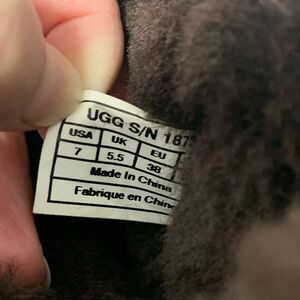 UGG S/N 187
USA UK EU
7 5.5 38
Made In China
Fabrique en Chine